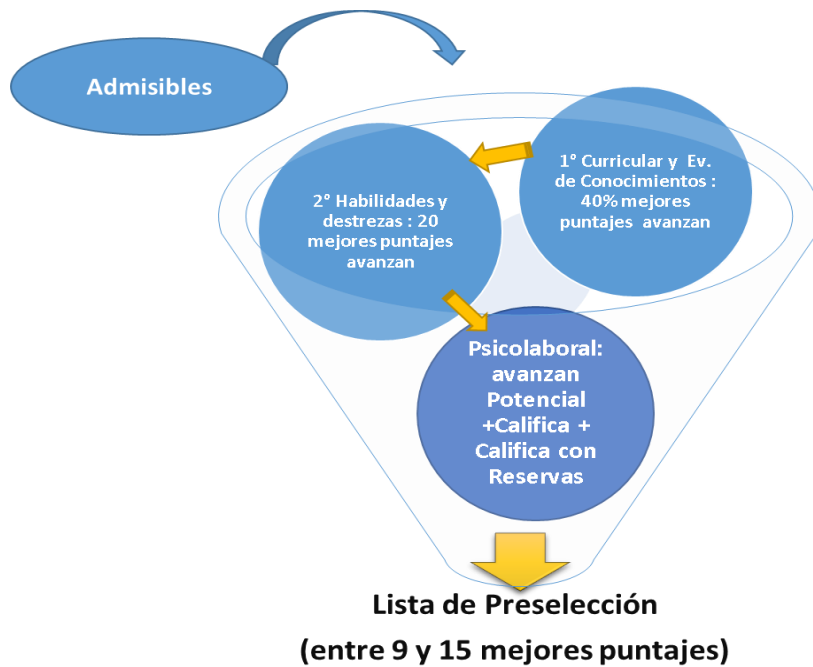 Admisibles
1° Curricular y Ev.
de Conocimientos :
40% mejores
puntajes avanzan
2° Habilidades y
destrezas : 20
mejores puntajes
avanzan
Psicolaboral:
avanzan
Potencial
+Califica +
Califica con
Reservas
Lista de Preselección
(entre 9 y 15 mejores puntajes)